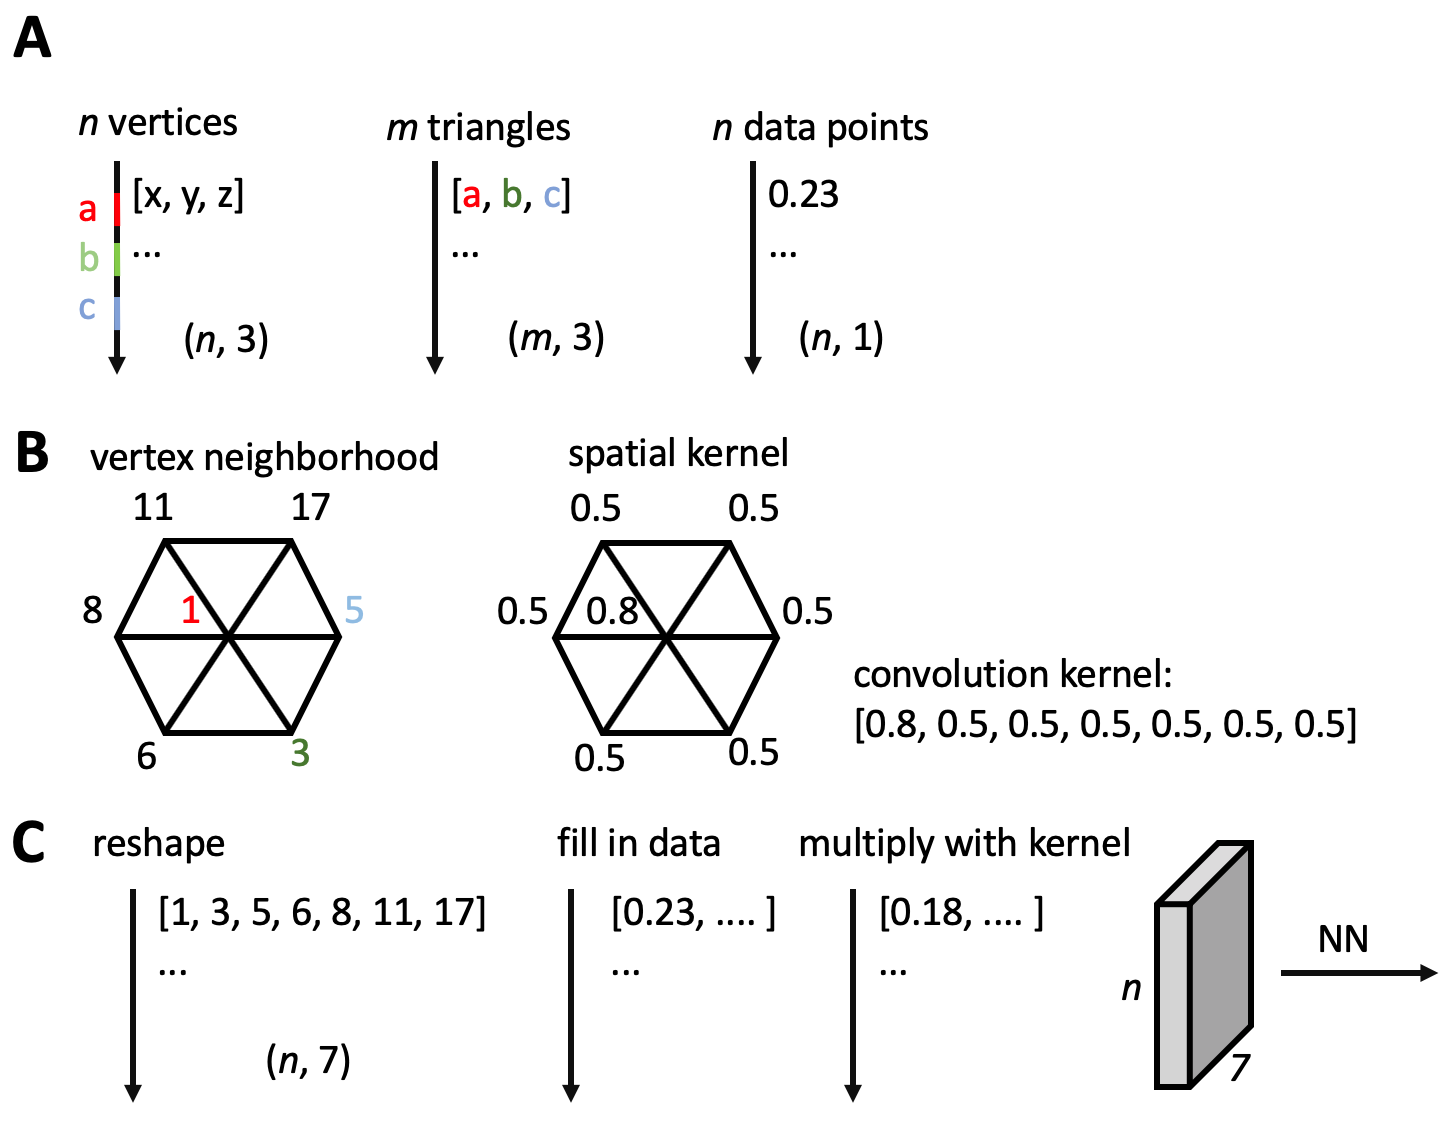 A
n vertices
m triangles
n data points
a
[x, y, z]
[a, b, c]
0.23
b
...
...
...
c
(n, 3)
(m, 3)
(n, 1)
B
vertex neighborhood
spatial kernel
11
17
0.5
0.5
8
1
5
0.5
0.8
0.5
6
3
0.5
0.5
convolution kernel:
[0.8, 0.5, 0.5, 0.5, 0.5, 0.5, 0.5]
C
reshape
fill in data
multiply with kernel
[1, 3, 5, 6, 8, 11, 17]
[0.23, .... ]
[0.18, .... ]
...
...
...
(n, 7)
n
7
NN